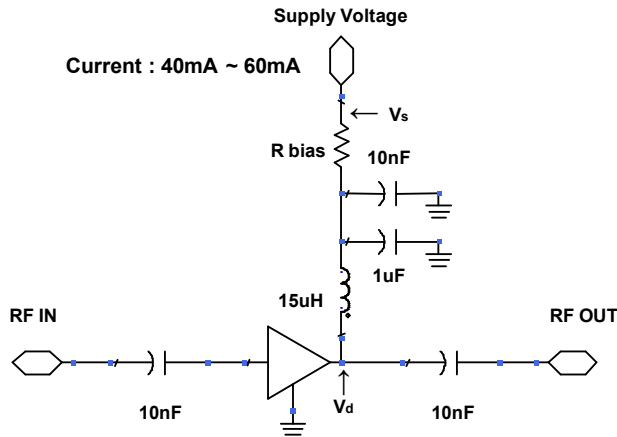 Supply Voltage
Current : 40mA ~ 60mA
Vs
R bias
10nF
1uF
15uH
RF IN
RF OUT
10nF
Vd
10nF